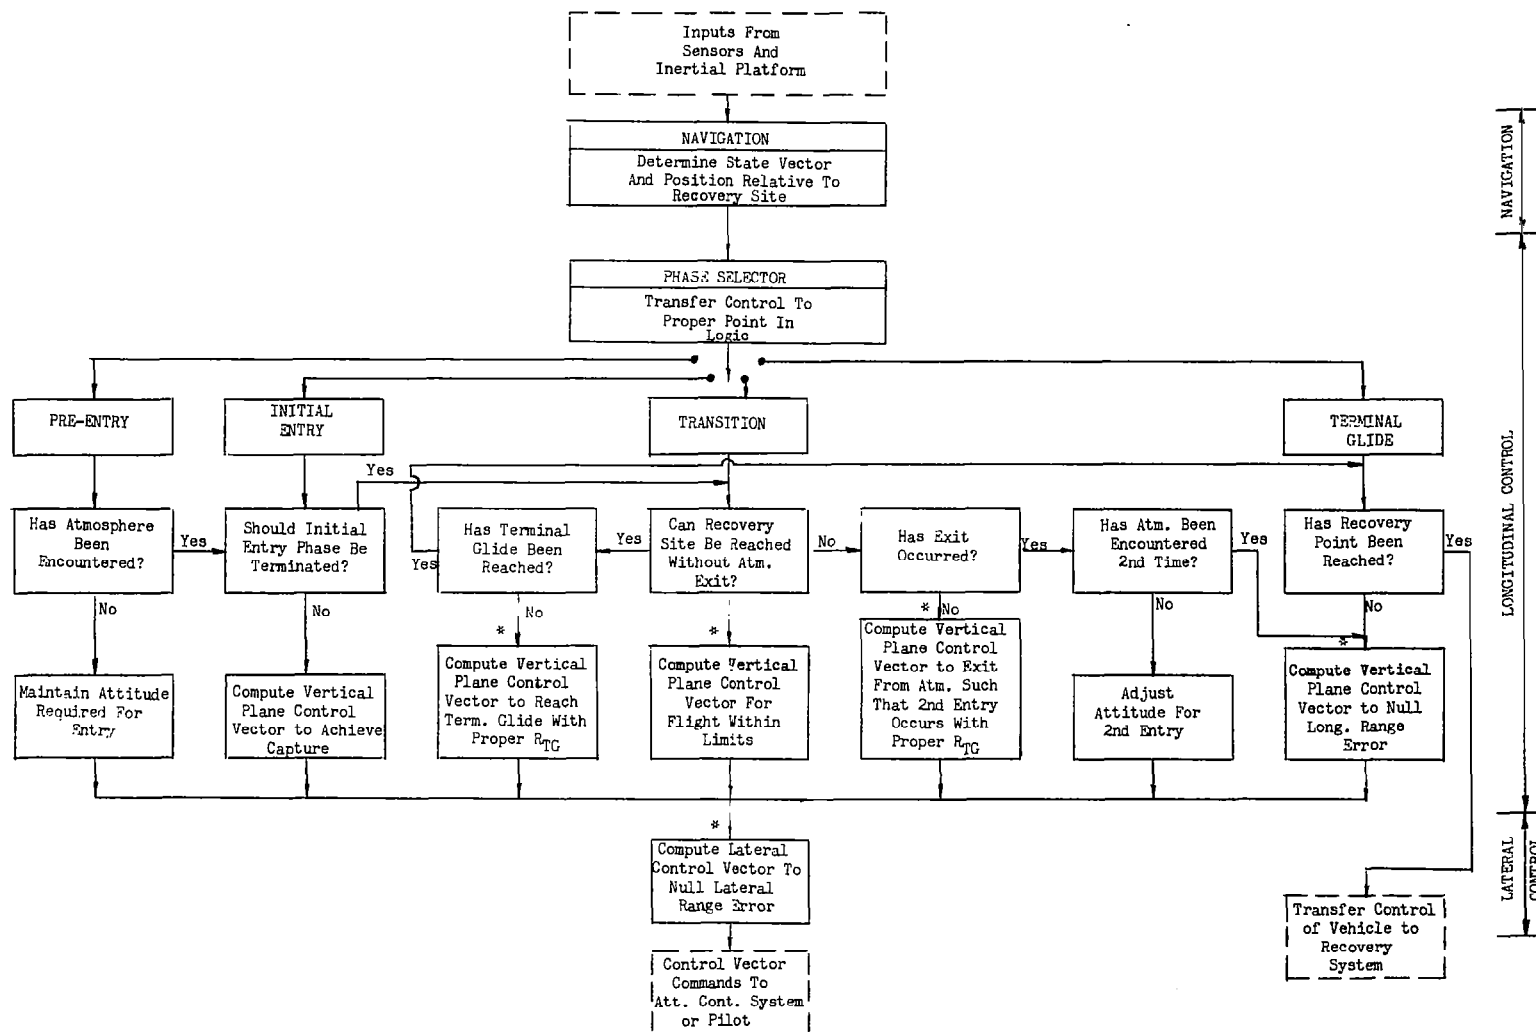 Inputs From
Sensors And
Inertial Platform
NAVIGATION
Determine State Vector
And Position Relative To
Recovery Site
PHASE SELECTOR
Transfer Control To
Proper Point In
Logic
PRE-ENTRY
INITIAL
ENTRY
TRANSITION
TERMINAL
GLIDE
Yes
Has Atmosphere
Been
Encountered?
Yes
Should Initial
Entry Phase Be
Terminated?
Has Terminal
Glide Been
Reached?
Yes
Yes
Can Recovery
Site Be Reached
Without Atm.
Exit?
No
Has Exit
Occurred?
Yes
Has Atm. Been
Encountered
2nd Time?
Yes
Has Recovery
Point Been
Reached?
Yes
No
No
No
*
*
* No
No
No
*
Maintain Attitude
Required For
Entry
Compute Vertical
Plane Control
Vector to Achieve
Capture
Compute Vertical
Plane Control
Vector to Reach
Term. Glide With
Proper RTG
Compute Vertical
Plane Control
Vector For
Flight Within
Limits
Compute Vertical
Plane Control
Vector to Exit
From Atm. Such
That 2nd Entry
Occurs With
Proper RTG
Adjust
Attitude For
2nd Entry
Compute Vertical
Plane Control
Vector to Null
Long. Range
Error
*
Compute Lateral
Control Vector To
Null Lateral
Range Error
Control Vector
Commands To
Att. Cont. System
or Pilot
Transfer Control
of Vehicle to
Recovery
System
NAVIGATION
LONGITUDINAL CONTROL
LATERAL
CONTROL